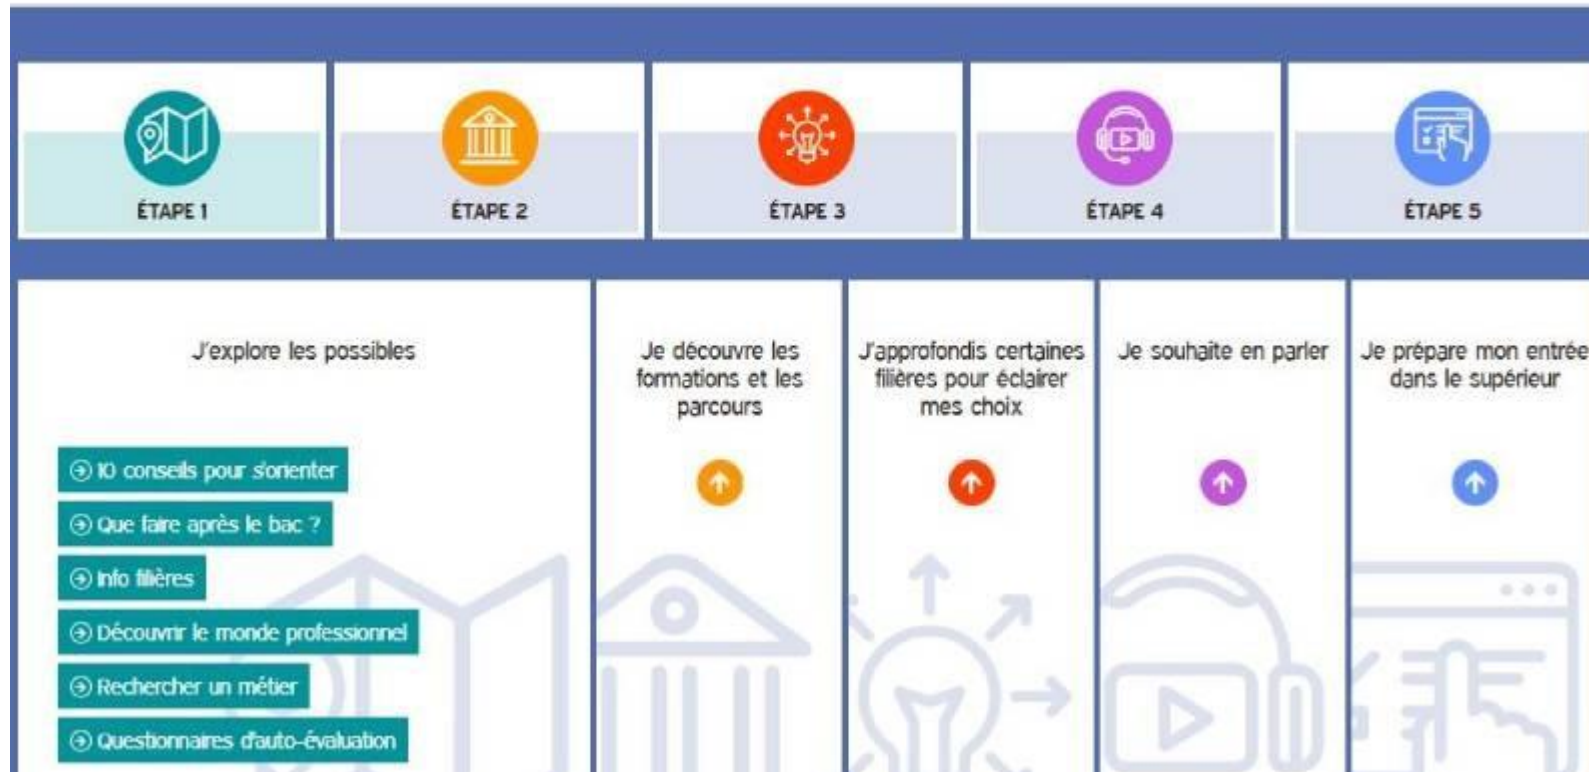 ÉTAPE 1
ÉTAPE 2
ÉTAPE 3
ÉTAPE 4
ÉTAPE 5
J'explore les possibles
10 conseils pour s'orienter
Que faire après le bac ?
Info filières
Découvrir le monde professionnel
Rechercher un métier
Questionnaires d'auto-évaluation
Je découvre les
formations et les
parcours
J'approfondis certaines
filières pour éclairer
mes choix
Je souhaite en parler
Je prépare mon entrée
dans le supérieur